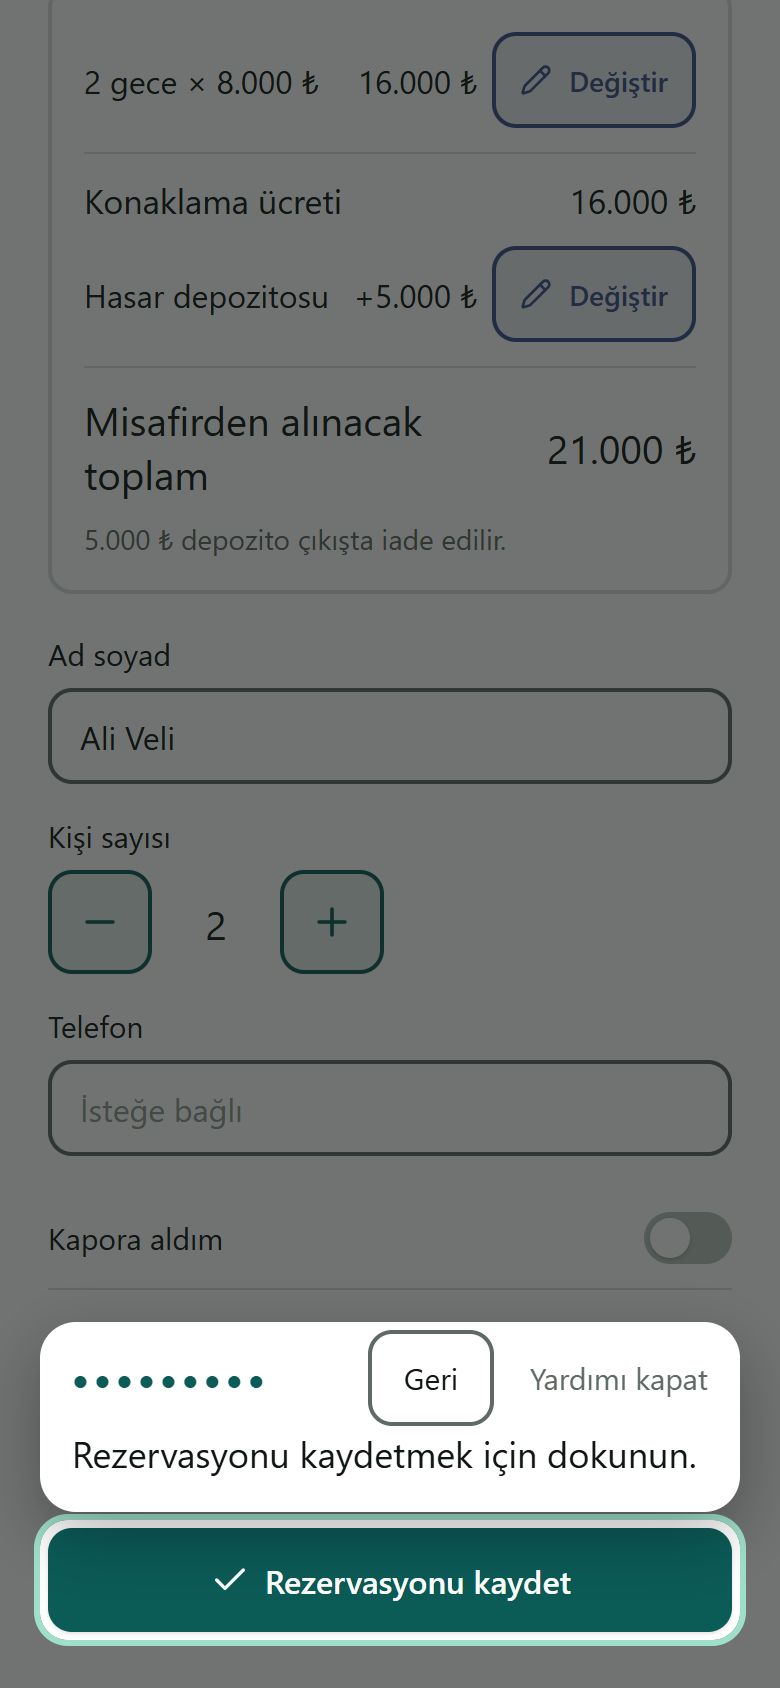 2 gece × 8.000 ₺ 16.000 ₺ Değiştir
Konaklama ücreti 16.000 ₺
Hasar depozitosu +5.000 ₺ Değiştir
Misafirden alınacak
toplam 21.000 ₺
5.000 ₺ depozito çıkışta iade edilir.
Ad soyad
Ali Veli
Kişi sayısı
2
Telefon
İsteğe bağlı
Kapora aldım
Geri Yardımı kapat
Rezervasyonu kaydetmek için dokunun.
Rezervasyonu kaydet